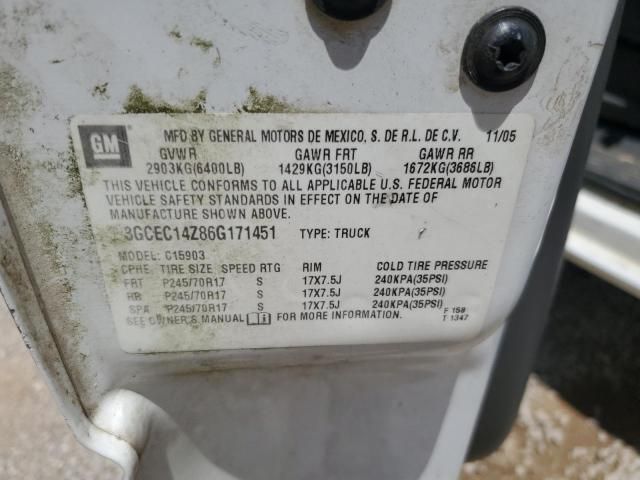 GM
MFD BY GENERAL MOTORS DE MEXICO, S. DE R.L. DE C.V. 11/05
GVWR GAWR FRT GAWR RR
2903KG(6400LB) 1429KG(3150LB) 1672KG(3686LB)
THIS VEHICLE CONFORMS TO ALL APPLICABLE U.S. FEDERAL MOTOR
VEHICLE SAFETY STANDARDS IN EFFECT ON THE DATE OF
MANUFACTURE SHOWN ABOVE.
3GCEC14Z86G171451 TYPE: TRUCK
MODEL: C15903
CPHE TIRE SIZE SPEED RTG RIM COLD TIRE PRESSURE
FRT P245/70R17 S 17X7.5J 240KPA(35PSI)
RR P245/70R17 S 17X7.5J 240KPA(35PSI)
SPA P245/70R17 S 17X7.5J 240KPA(35PSI)
SEE OWNER'S MANUAL FOR MORE INFORMATION. F 158
T 1347